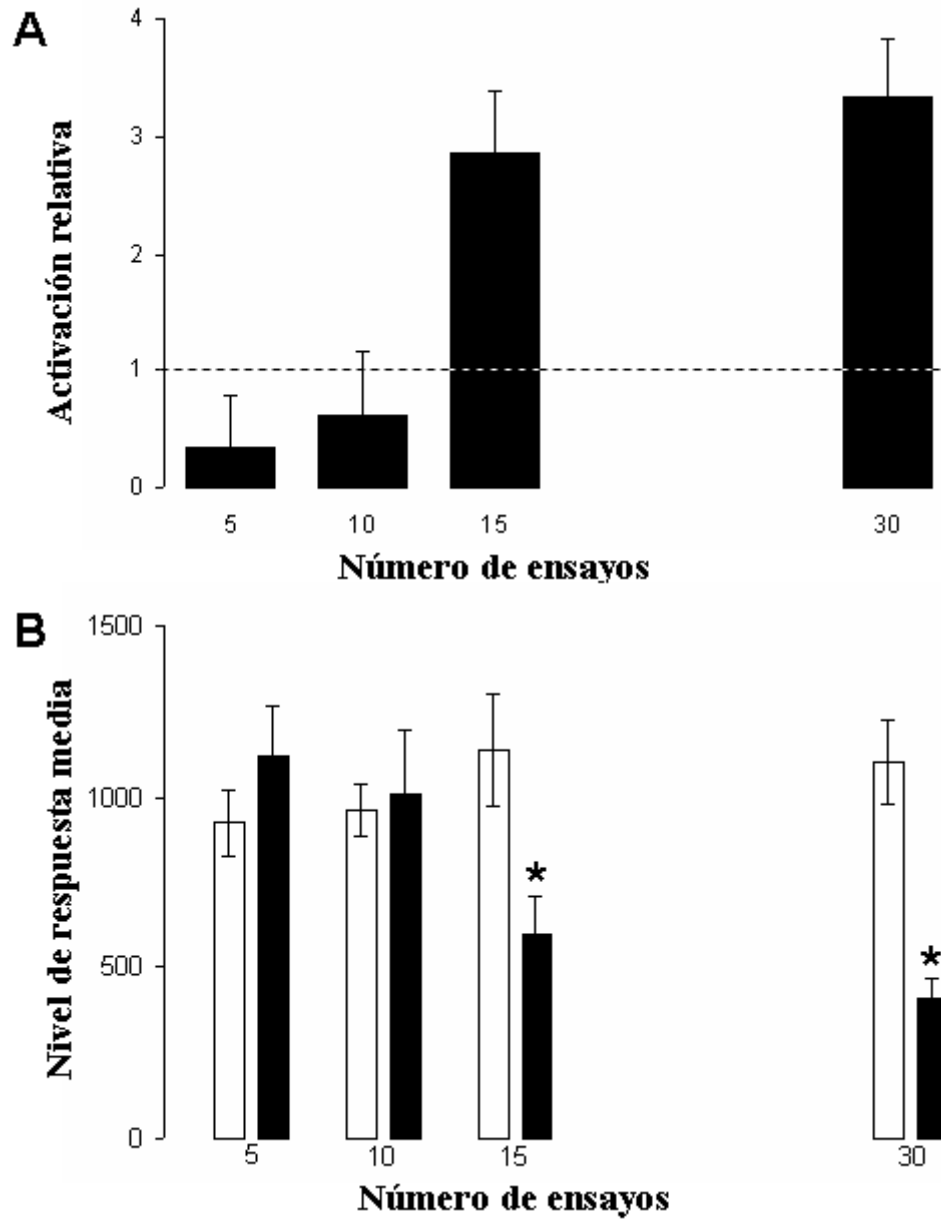 A
Activación relativa
4
3
2
1
0
5 10 15 30
Número de ensayos
B
Nivel de respuesta media
1500
1000
500
0
* *
5 10 15 30
Número de ensayos